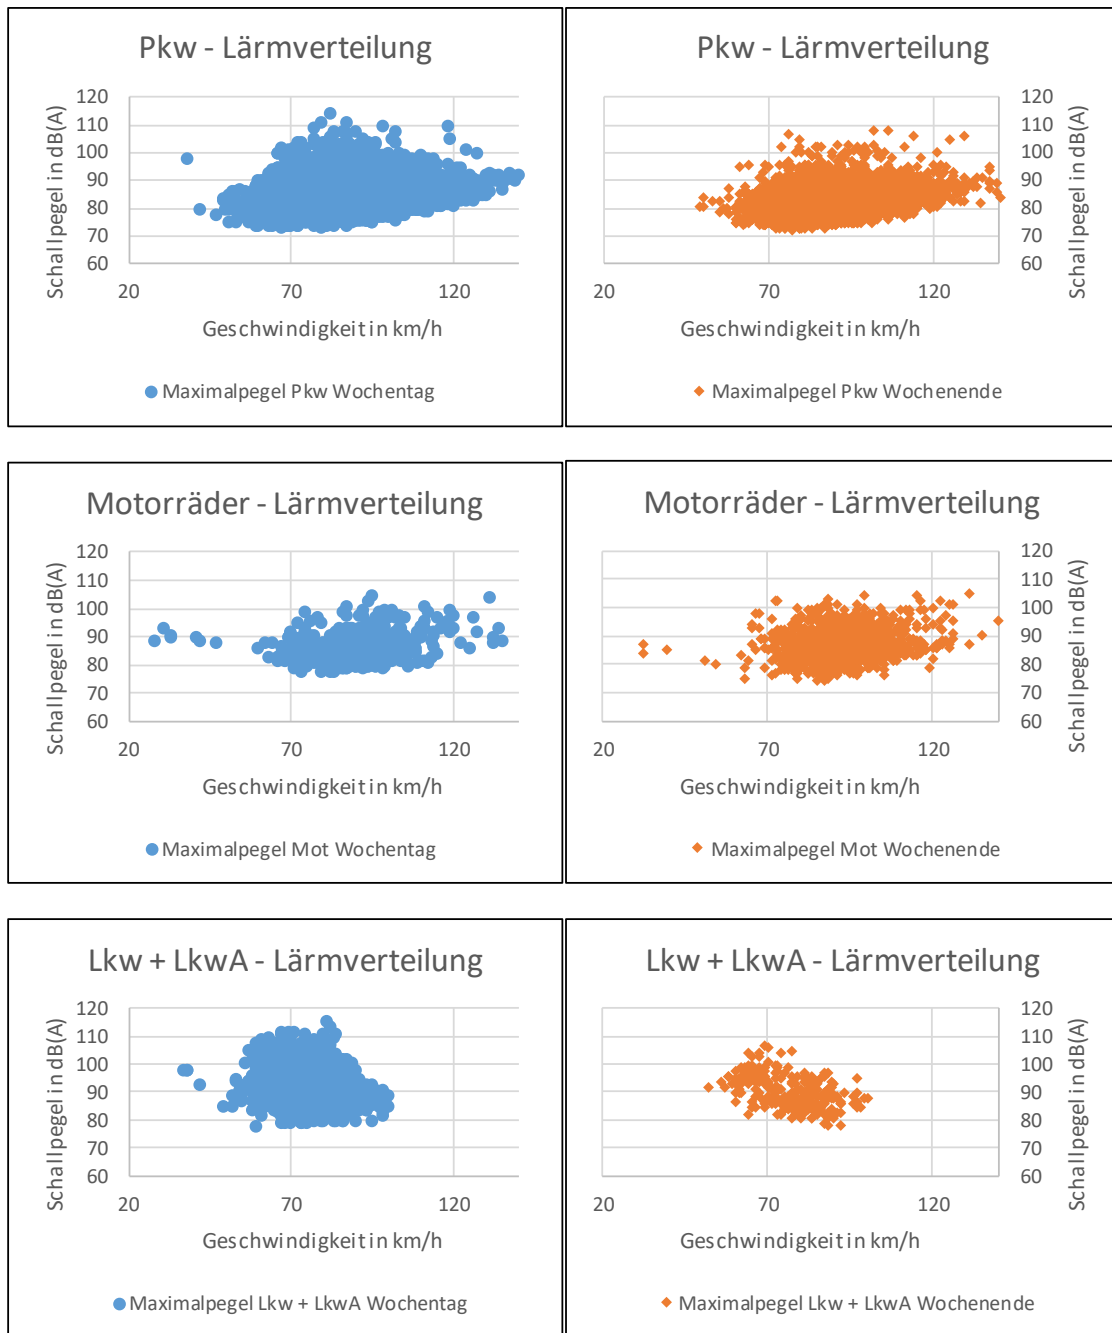 Pkw - Lärmverteilung
Schallpegel in dB(A)
120
110
100
90
80
70
60
20 70 120
Geschwindigkeit in km/h
Maximalpegel Pkw Wochentag
Pkw - Lärmverteilung
120
110
100
90
80
70
60
Schallpegel in dB(A)
20 70 120
Geschwindigkeit in km/h
Maximalpegel Pkw Wochenende
Motorräder - Lärmverteilung
Schallpegel in dB(A)
120
110
100
90
80
70
60
20 70 120
Geschwindigkeit in km/h
Maximalpegel Mot Wochentag
Motorräder - Lärmverteilung
120
110
100
90
80
70
60
Schallpegel in dB(A)
20 70 120
Geschwindigkeit in km/h
Maximalpegel Mot Wochenende
Lkw + LkwA - Lärmverteilung
Schallpegel in dB(A)
120
110
100
90
80
70
60
20 70 120
Geschwindigkeit in km/h
Maximalpegel Lkw + LkwA Wochentag
Lkw + LkwA - Lärmverteilung
120
110
100
90
80
70
60
Schallpegel in dB(A)
20 70 120
Geschwindigkeit in km/h
Maximalpegel Lkw + LkwA Wochenende